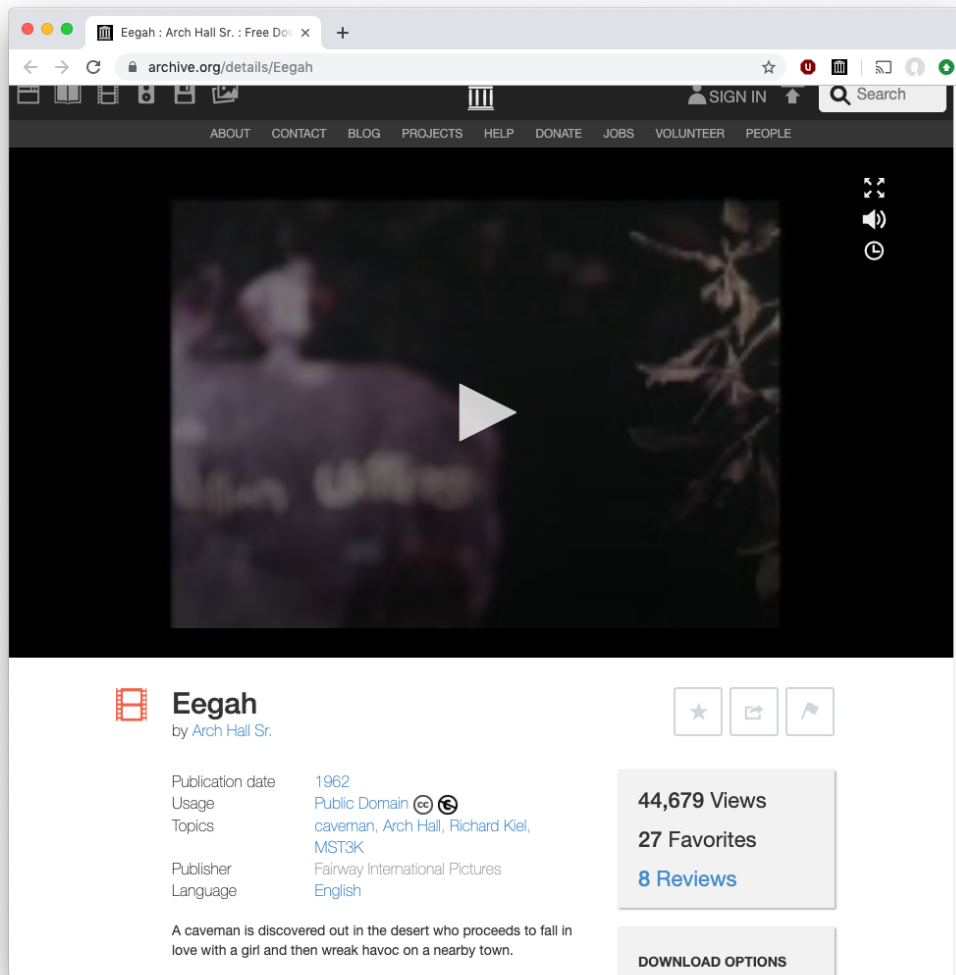 Eegah : Arch Hall Sr. : Free Dov
archive.org/details/Eegah
SIGN IN
Search
ABOUT CONTACT BLOG PROJECTS HELP DONATE JOBS VOLUNTEER PEOPLE
Eegah
by Arch Hall Sr.
Publication date 1962
Usage Public Domain
Topics caveman, Arch Hall, Richard Kiel,
MST3K
Publisher Fairway International Pictures
Language English
A caveman is discovered out in the desert who proceeds to fall in
love with a girl and then wreak havoc on a nearby town.
44,679 Views
27 Favorites
8 Reviews
DOWNLOAD OPTIONS